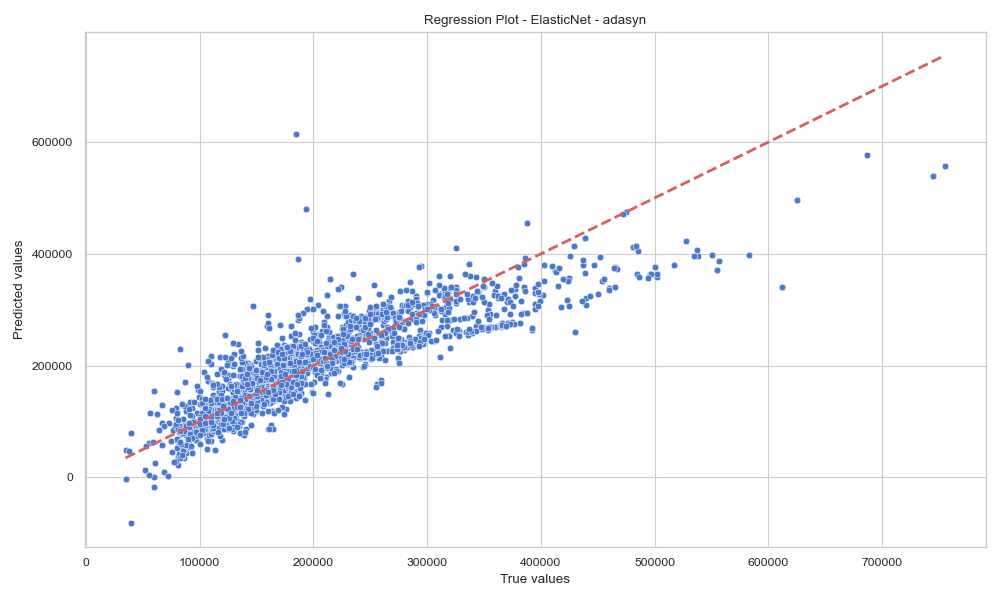 Regression Plot - ElasticNet - adasyn
Predicted values
600000
400000
200000
0
0 100000 200000 300000 400000 500000 600000 700000
True values